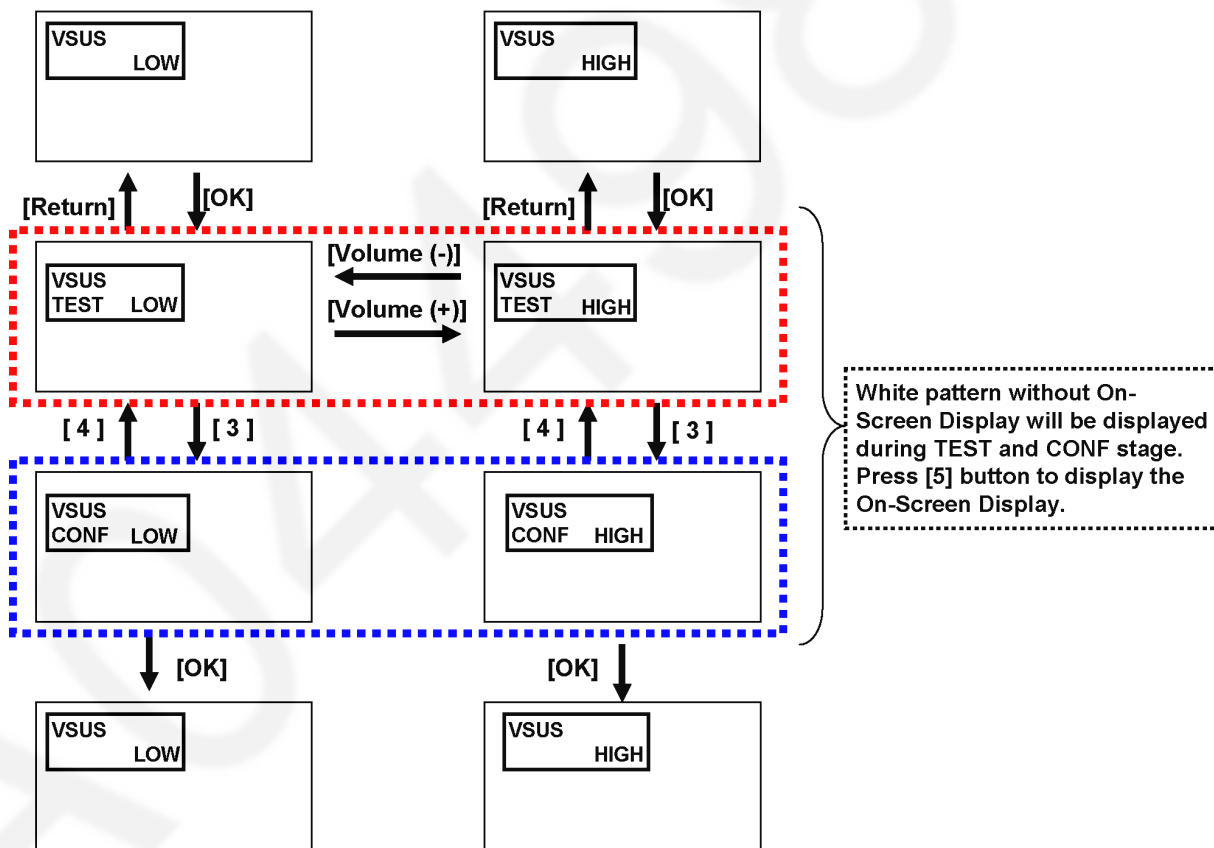 VSUS
LOW
VSUS
HIGH
[Return]
[OK]
[Return]
[OK]
VSUS
TEST LOW
[Volume (-)]
[Volume (+)]
VSUS
TEST HIGH
[ 4 ]
[ 3 ]
[ 4 ]
[ 3 ]
White pattern without On-
Screen Display will be displayed
during TEST and CONF stage.
Press [5] button to display the
On-Screen Display.
VSUS
CONF LOW
VSUS
CONF HIGH
[OK]
[OK]
VSUS
LOW
VSUS
HIGH